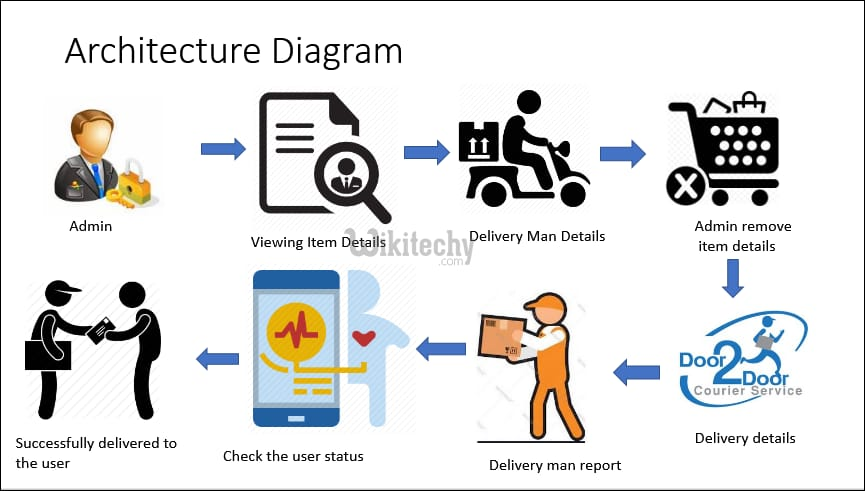 Architecture Diagram
Admin
Viewing Item Details
Delivery Man Details
Admin remove
item details
Wikitechy
.com
Successfully delivered to
the user
Check the user status
Delivery man report
Door
2
Door
Courier Service
Delivery details